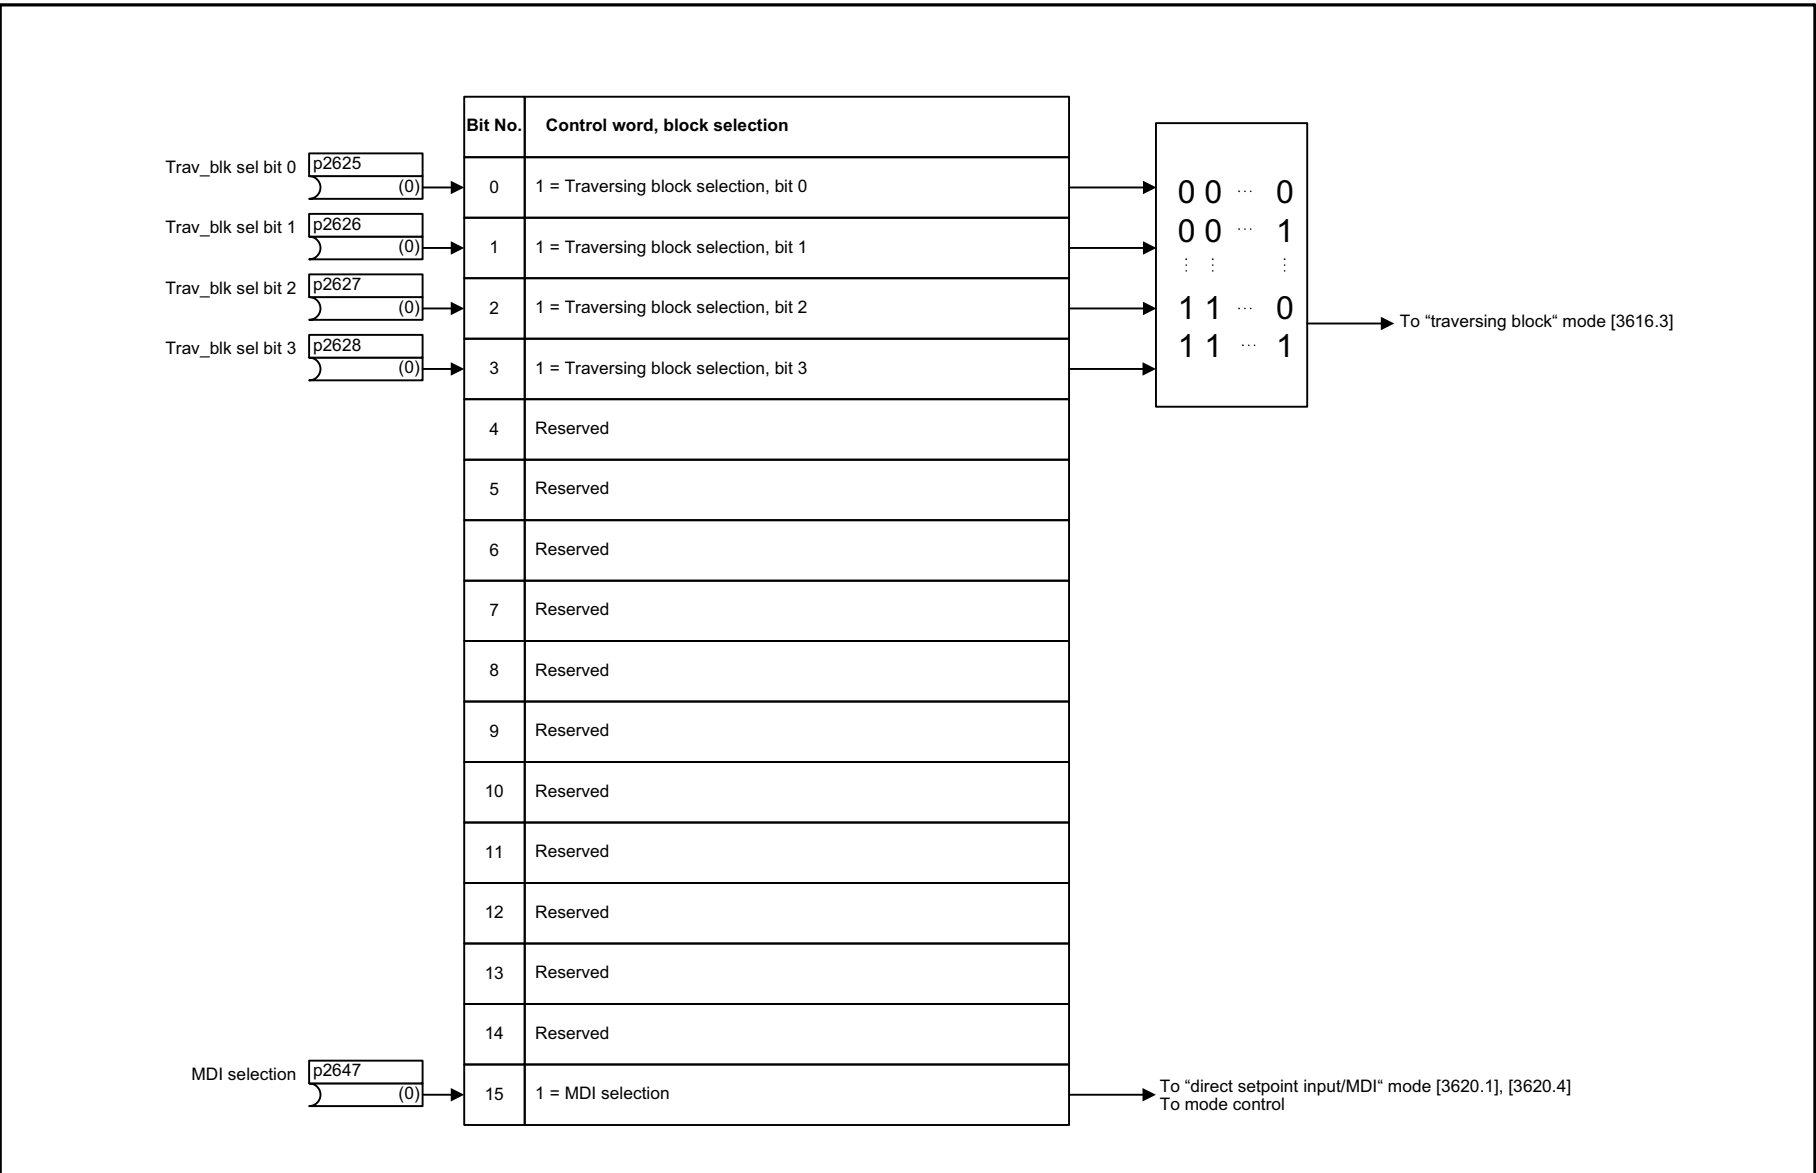 Bit No. Control word, block selection
Trav_blk sel bit 0 p2625
(0) 0 1 = Traversing block selection, bit 0
Trav_blk sel bit 1 p2626
(0) 1 1 = Traversing block selection, bit 1
Trav_blk sel bit 2 p2627
(0) 2 1 = Traversing block selection, bit 2
Trav_blk sel bit 3 p2628
(0) 3 1 = Traversing block selection, bit 3
0 0 ... 0
0 0 ... 1
⋮ ⋮ ⋮
1 1 ... 0
1 1 ... 1
To “traversing block“ mode [3616.3]
4 Reserved
5 Reserved
6 Reserved
7 Reserved
8 Reserved
9 Reserved
10 Reserved
11 Reserved
12 Reserved
13 Reserved
14 Reserved
MDI selection p2647
(0) 15 1 = MDI selection
To “direct setpoint input/MDI“ mode [3620.1], [3620.4]
To mode control